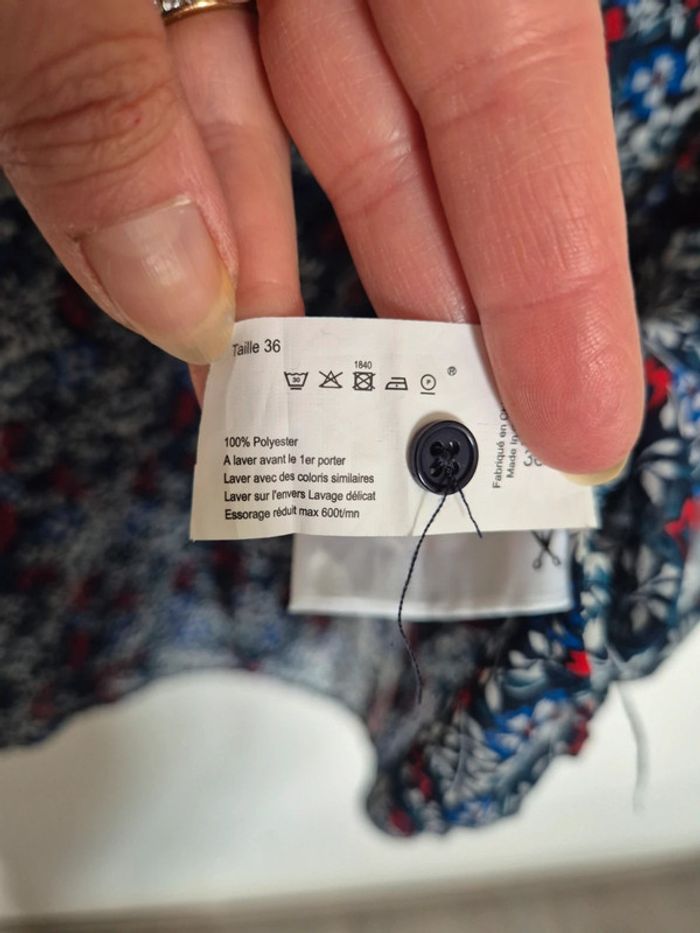 Taille 36
1840
30
P
®
100% Polyester
A laver avant le 1er porter
Laver avec des coloris similaires
Laver sur l'envers Lavage délicat
Essorage réduit max 600t/mn
Fabriqué en
Made in